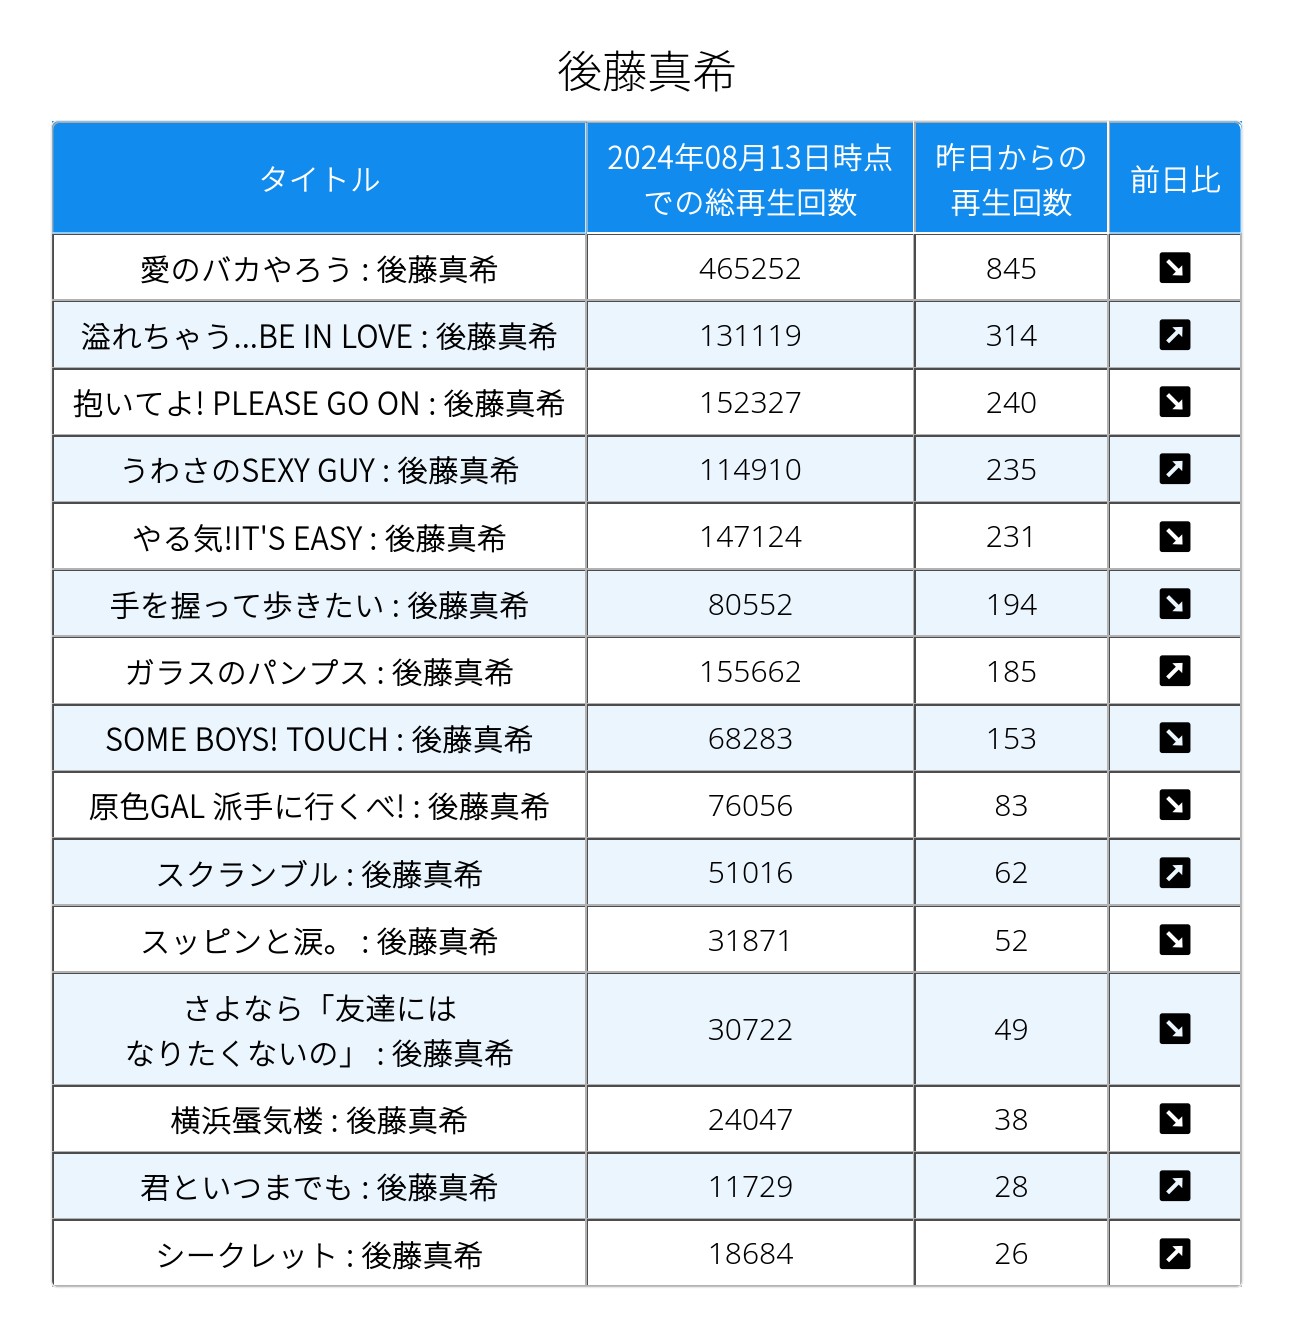 後藤真希
タイトル
2024年08月13日時点
での総再生回数
昨日からの
再生回数
前日比
愛のバカやろう : 後藤真希 465252 845
溢れちゃう...BE IN LOVE : 後藤真希 131119 314
抱いてよ! PLEASE GO ON : 後藤真希 152327 240
うわさのSEXY GUY : 後藤真希 114910 235
やる気!IT'S EASY : 後藤真希 147124 231
手を握って歩きたい : 後藤真希 80552 194
ガラスのパンプス : 後藤真希 155662 185
SOME BOYS! TOUCH : 後藤真希 68283 153
原色GAL 派手に行くべ! : 後藤真希 76056 83
スクランブル : 後藤真希 51016 62
スッピンと涙。 : 後藤真希 31871 52
さよなら「友達には
なりたくないの」 : 後藤真希 30722 49
横浜蜃気楼 : 後藤真希 24047 38
君といつまでも : 後藤真希 11729 28
シークレット : 後藤真希 18684 26